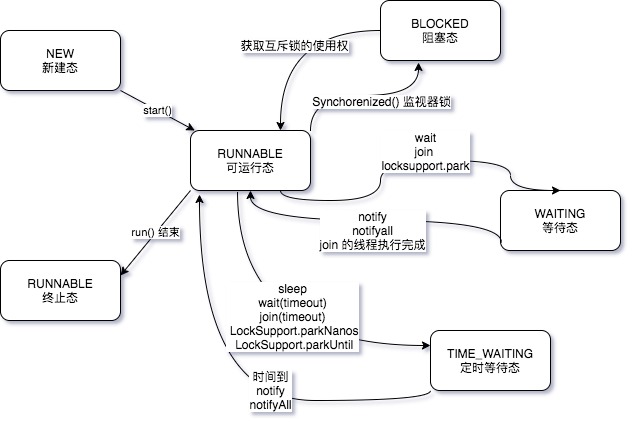 BLOCKED
阻塞态
NEW
新建态
获取互斥锁的使用权
Synchorenized() 监视器锁
start()
RUNNABLE
可运行态
wait
join
locksupport.park
WAITING
等待态
notify
notifyall
join 的线程执行完成
run() 结束
RUNNABLE
终止态
sleep
wait(timeout)
join(timeout)
LockSupport.parkNanos
LockSupport.parkUntil
TIME_WAITING
定时等待态
时间到
notify
notifyAll